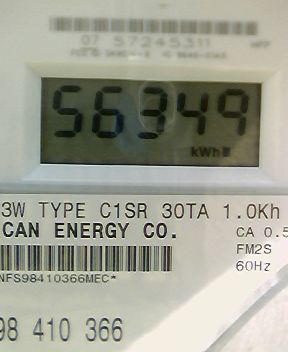 07 57245311
56349
kWh
3W TYPE C1SR 30TA 1.0Kh
CAN ENERGY CO.
CA 0.5
FM2S
60Hz
NFS98410366MEC*
98 410 366